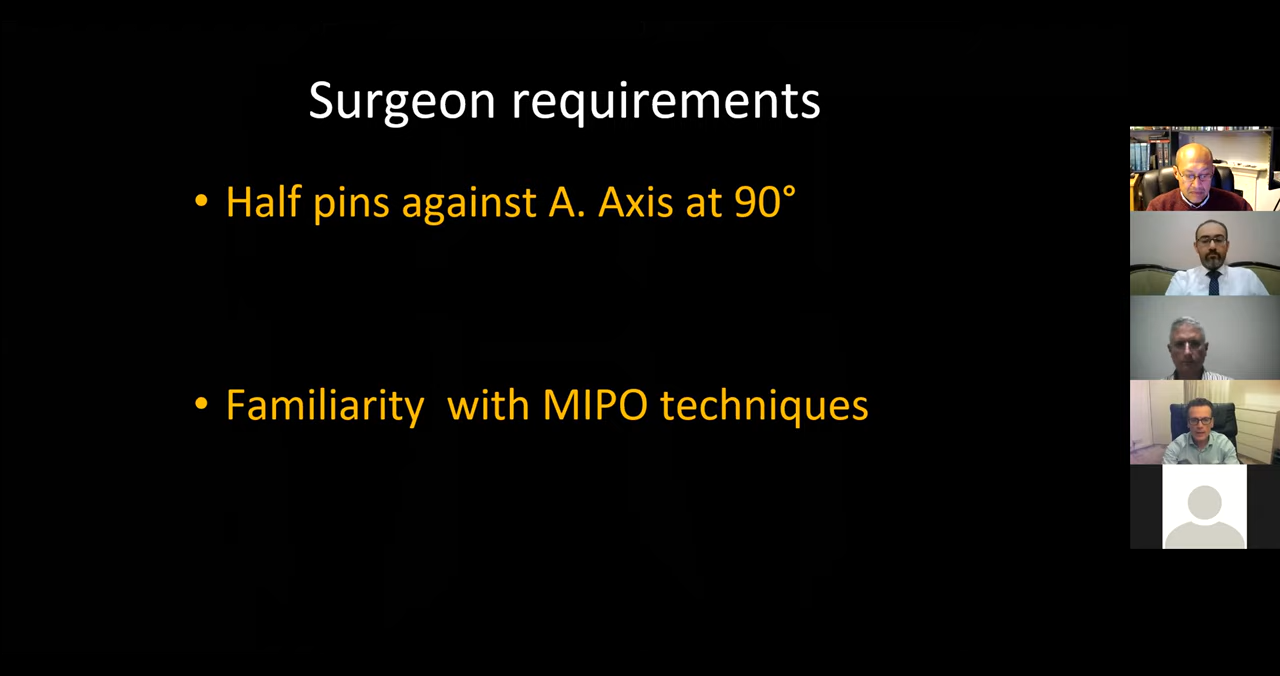 Surgeon requirements
• Half pins against A. Axis at 90°
• Familiarity with MIPO techniques